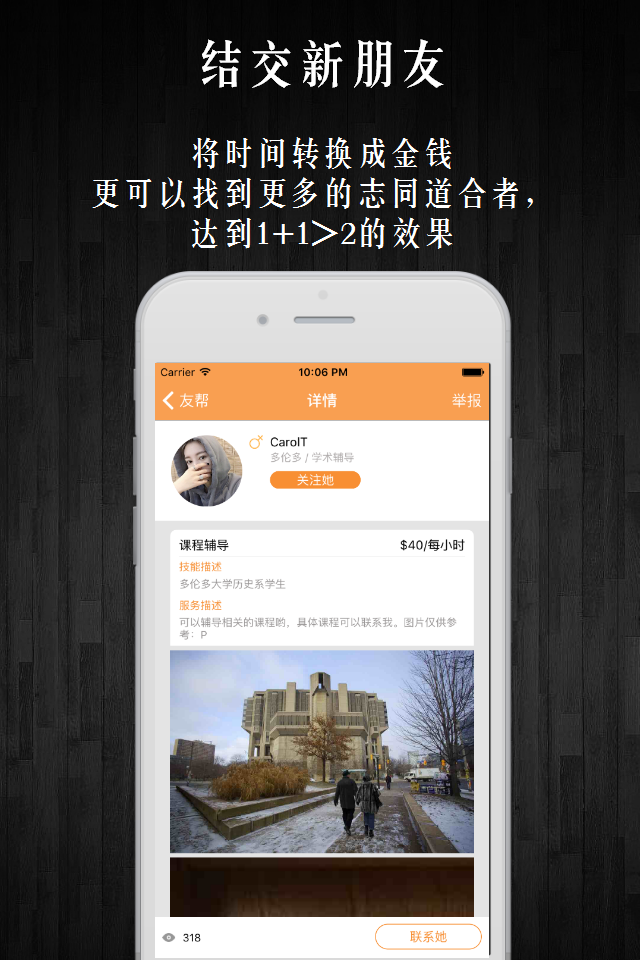 结交新朋友
将时间转换成金钱
更可以找到更多的志同道合者，
达到1+1>2的效果
Carrier 10:06 PM
友帮 详情 举报
CarolT
多伦多 / 学术辅导
关注她
课程辅导 $40/每小时
技能描述
多伦多大学历史系学生
服务描述
可以辅导相关的课程哟，具体课程可以联系我。图片仅供参
考：P
318 联系她